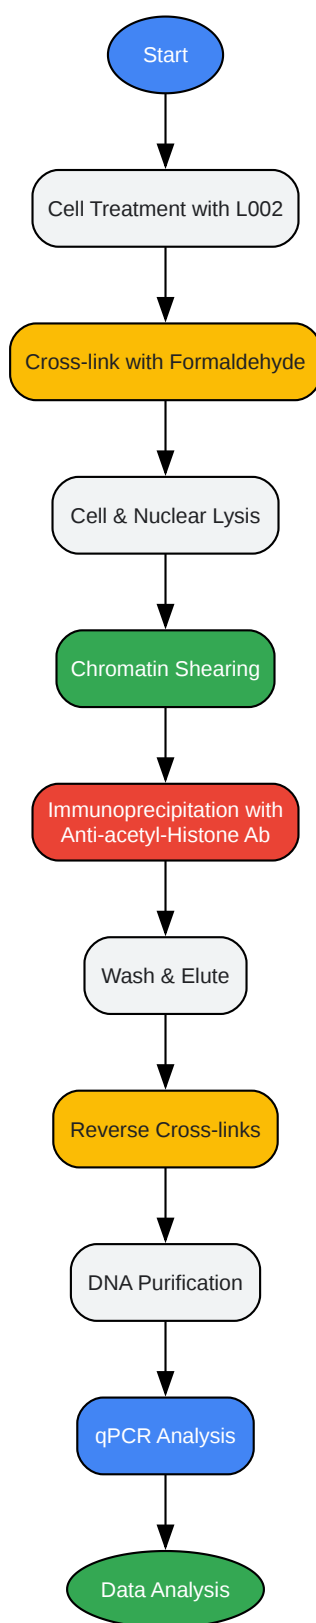 Start
Cell Treatment with L002
Cross-link with Formaldehyde
Cell & Nuclear Lysis
Chromatin Shearing
Immunoprecipitation with
Anti-acetyl-Histone Ab
Wash & Elute
Reverse Cross-links
DNA Purification
qPCR Analysis
Data Analysis